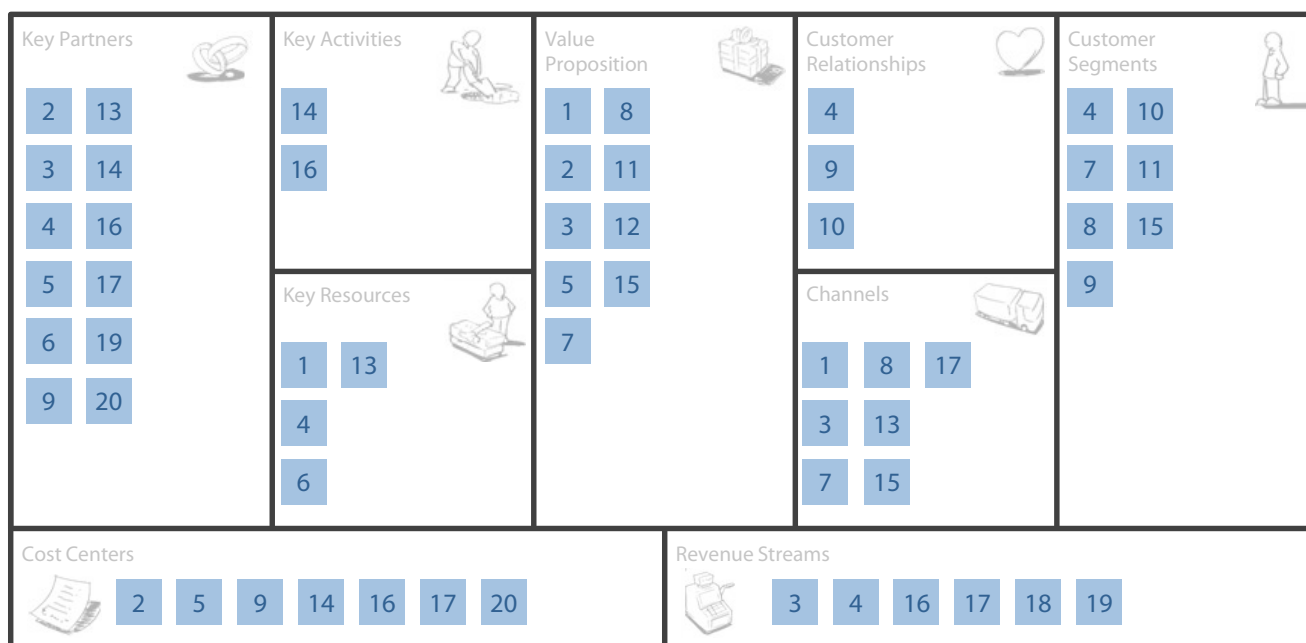 Key Partners
2 13
3 14
4 16
5 17
6 19
9 20
Key Activities
14
16
Key Resources
1 13
4
6
Value
Proposition
1 8
2 11
3 12
5 15
7
Customer
Relationships
4
9
10
Channels
1 8 17
3 13
7 15
Customer
Segments
4 10
7 11
8 15
9
Cost Centers
2 5 9 14 16 17 20
Revenue Streams
3 4 16 17 18 19